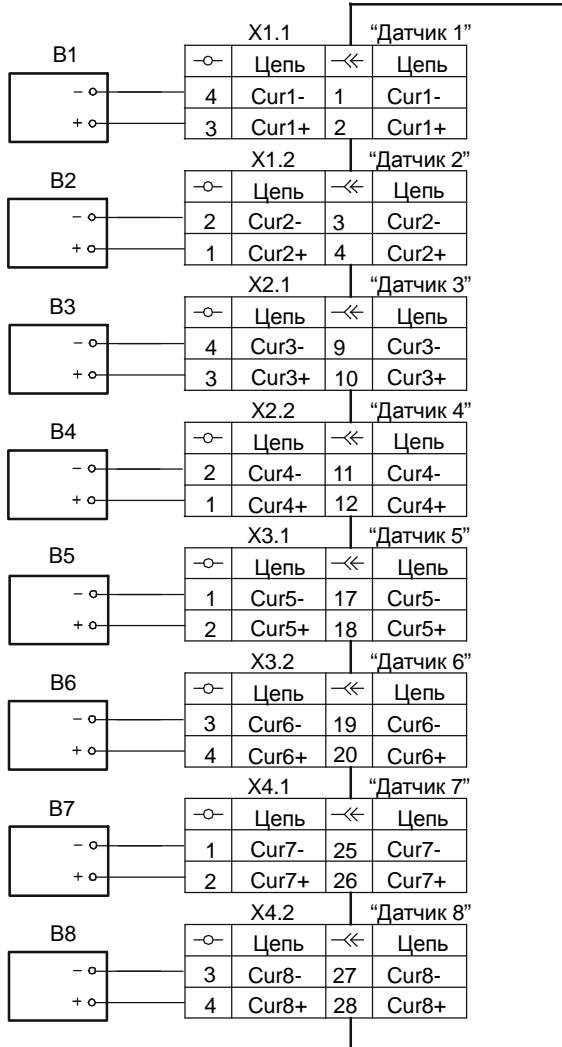 X1.1 “Датчик 1”
B1
Цепь Цепь
- 4 Cur1- 1 Cur1-
+ 3 Cur1+ 2 Cur1+
X1.2 “Датчик 2”
B2
Цепь Цепь
- 2 Cur2- 3 Cur2-
+ 1 Cur2+ 4 Cur2+
X2.1 “Датчик 3”
B3
Цепь Цепь
- 4 Cur3- 9 Cur3-
+ 3 Cur3+ 10 Cur3+
X2.2 “Датчик 4”
B4
Цепь Цепь
- 2 Cur4- 11 Cur4-
+ 1 Cur4+ 12 Cur4+
X3.1 “Датчик 5”
B5
Цепь Цепь
- 1 Cur5- 17 Cur5-
+ 2 Cur5+ 18 Cur5+
X3.2 “Датчик 6”
B6
Цепь Цепь
- 3 Cur6- 19 Cur6-
+ 4 Cur6+ 20 Cur6+
X4.1 “Датчик 7”
B7
Цепь Цепь
- 1 Cur7- 25 Cur7-
+ 2 Cur7+ 26 Cur7+
X4.2 “Датчик 8”
B8
Цепь Цепь
- 3 Cur8- 27 Cur8-
+ 4 Cur8+ 28 Cur8+